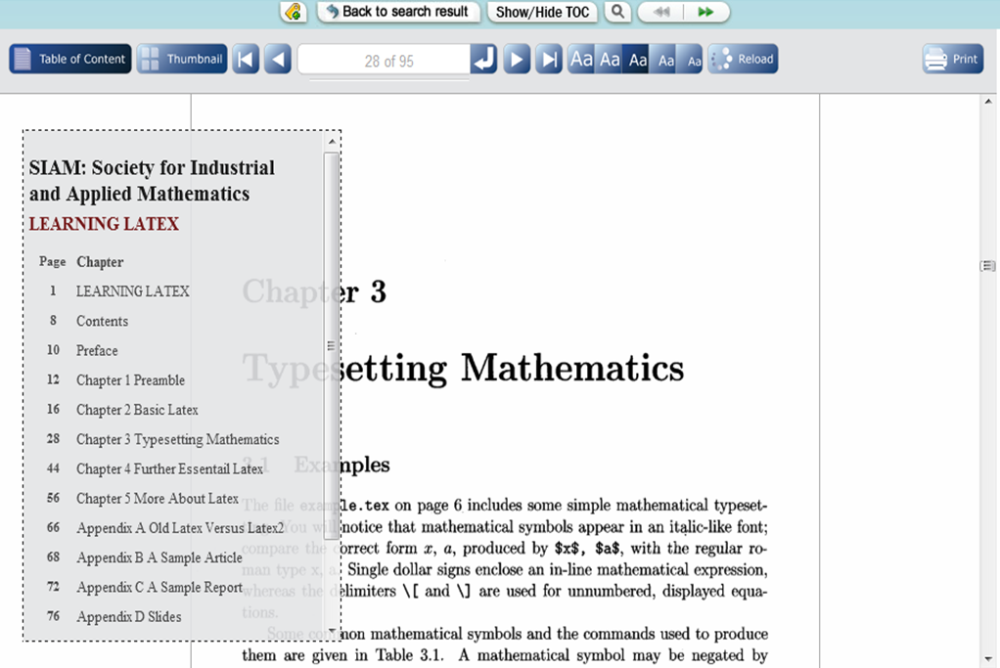 Back to search result Show/Hide TOC
Table of Content Thumbnail 28 of 95 Aa Aa Aa Aa Aa Reload Print
SIAM: Society for Industrial
and Applied Mathematics
LEARNING LATEX
Page Chapter
1 LEARNING LATEX
8 Contents
10 Preface
12 Chapter 1 Preamble
16 Chapter 2 Basic Latex
28 Chapter 3 Typesetting Mathematics
44 Chapter 4 Further Essentail Latex
56 Chapter 5 More About Latex
66 Appendix A Old Latex Versus Latex2
68 Appendix B A Sample Article
72 Appendix C A Sample Report
76 Appendix D Slides
Chapter 3
Typesetting Mathematics
3.1 Examples
The file example.tex on page 6 includes some simple mathematical typeset-
You will notice that mathematical symbols appear in an italic-like font;
compare the correct form x, a, produced by $x$, $a$, with the regular ro-
man type x, a. Single dollar signs enclose an in-line mathematical expression,
whereas the delimiters \[ and \] are used for unnumbered, displayed equa-
tions.
Some common mathematical symbols and the commands used to produce
them are given in Table 3.1. A mathematical symbol may be negated by